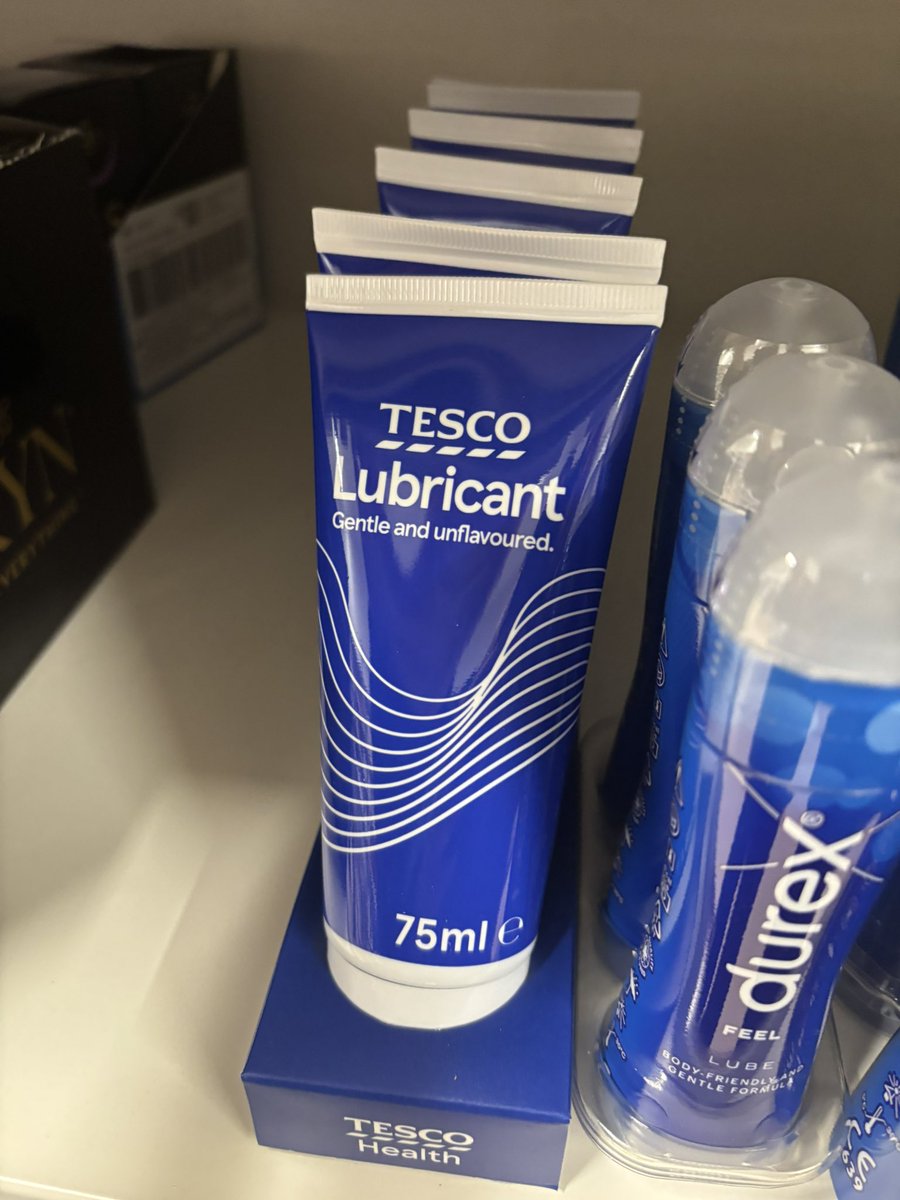 TESCO
Lubricant
Gentle and unflavoured.
75ml ℮
TESCO
Health
durex®
FEEL
LUBE
BODY-FRIENDLY AND
GENTLE FORMULA